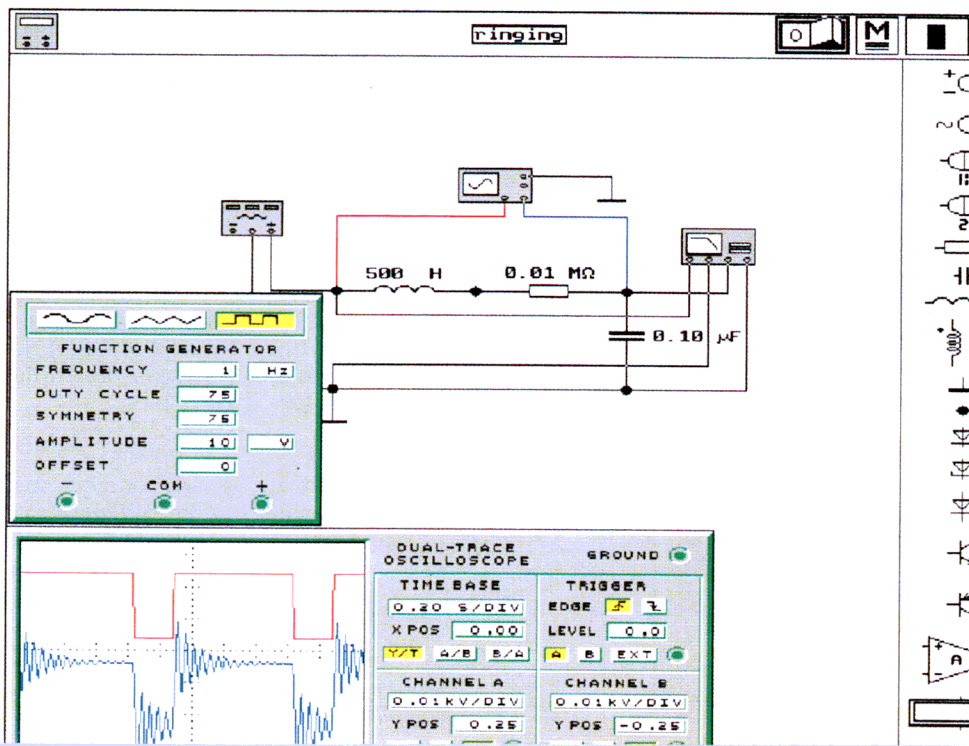 ringing
M
500 H
0.01 MΩ
0.10 µF
FUNCTION GENERATOR
FREQUENCY 1 Hz
DUTY CYCLE 75
SYMMETRY 75
AMPLITUDE 10 V
OFFSET 0
− COM +
DUAL-TRACE
OSCILLOSCOPE
GROUND
TIME BASE
0.20 S/DIV
X POS 0.00
Y/T A/B B/A
TRIGGER
EDGE
LEVEL 0.0
A B EXT
CHANNEL A
0.01KV/DIV
Y POS 0.25
CHANNEL B
0.01KV/DIV
Y POS -0.25
A